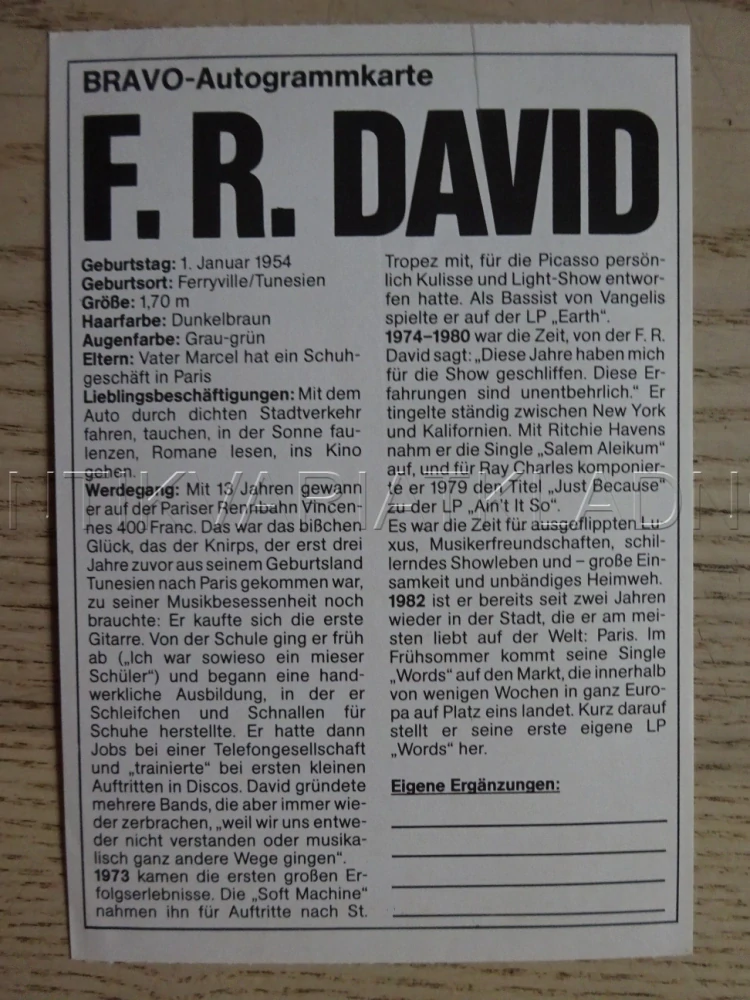 BRAVO-Autogrammkarte
F. R. DAVID
Geburtstag: 1. Januar 1954
Geburtsort: Ferryville/Tunesien
Größe: 1,70 m
Haarfarbe: Dunkelbraun
Augenfarbe: Grau-grün
Eltern: Vater Marcel hat ein Schuh-
geschäft in Paris
Lieblingsbeschäftigungen: Mit dem
Auto durch dichten Stadtverkehr
fahren, tauchen, in der Sonne fau-
lenzen, Romane lesen, ins Kino
gehen.
Werdegang: Mit 13 Jahren gewann
er auf der Pariser Rennbahn Vincen-
nes 400 Franc. Das war das bißchen
Glück, das der Knirps, der erst drei
Jahre zuvor aus seinem Geburtsland
Tunesien nach Paris gekommen war,
zu seiner Musikbesessenheit noch
brauchte: Er kaufte sich die erste
Gitarre. Von der Schule ging er früh
ab („Ich war sowieso ein mieser
Schüler“) und begann eine hand-
werkliche Ausbildung, in der er
Schleifchen und Schnallen für
Schuhe herstellte. Er hatte dann
Jobs bei einer Telefongesellschaft
und „trainierte“ bei ersten kleinen
Auftritten in Discos. David gründete
mehrere Bands, die aber immer wie-
der zerbrachen, „weil wir uns entwe-
der nicht verstanden oder musika-
lisch ganz andere Wege gingen“.
1973 kamen die ersten großen Er-
folgserlebnisse. Die „Soft Machine“
nahmen ihn für Auftritte nach St.
Tropez mit, für die Picasso persön-
lich Kulisse und Light-Show entwor-
fen hatte. Als Bassist von Vangelis
spielte er auf der LP „Earth“.
1974–1980 war die Zeit, von der F. R.
David sagt: „Diese Jahre haben mich
für die Show geschliffen. Diese Er-
fahrungen sind unentbehrlich.“ Er
tingelte ständig zwischen New York
und Kalifornien. Mit Ritchie Havens
nahm er die Single „Salem Aleikum“
auf, und für Ray Charles komponier-
te er 1979 den Titel „Just Because“
zu der LP „Ain't It So“.
Es war die Zeit für ausgeflippten Lu-
xus, Musikerfreundschaften, schil-
lerndes Showleben und – große Ein-
samkeit und unbändiges Heimweh.
1982 ist er bereits seit zwei Jahren
wieder in der Stadt, die er am mei-
sten liebt auf der Welt: Paris. Im
Frühsommer kommt seine Single
„Words“ auf den Markt, die innerhalb
von wenigen Wochen in ganz Euro-
pa auf Platz eins landet. Kurz darauf
stellt er seine erste eigene LP
„Words“ her.
Eigene Ergänzungen: